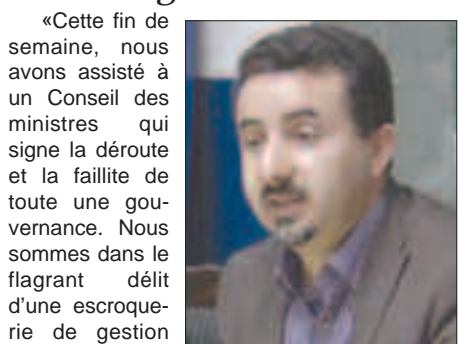 «Cette fin de
semaine, nous
avons assisté à
un Conseil des
ministres qui
signe la déroute
et la faillite de
toute une gou-
vernance. Nous
sommes dans le
flagrant délit
d'une escroque-
rie de gestion